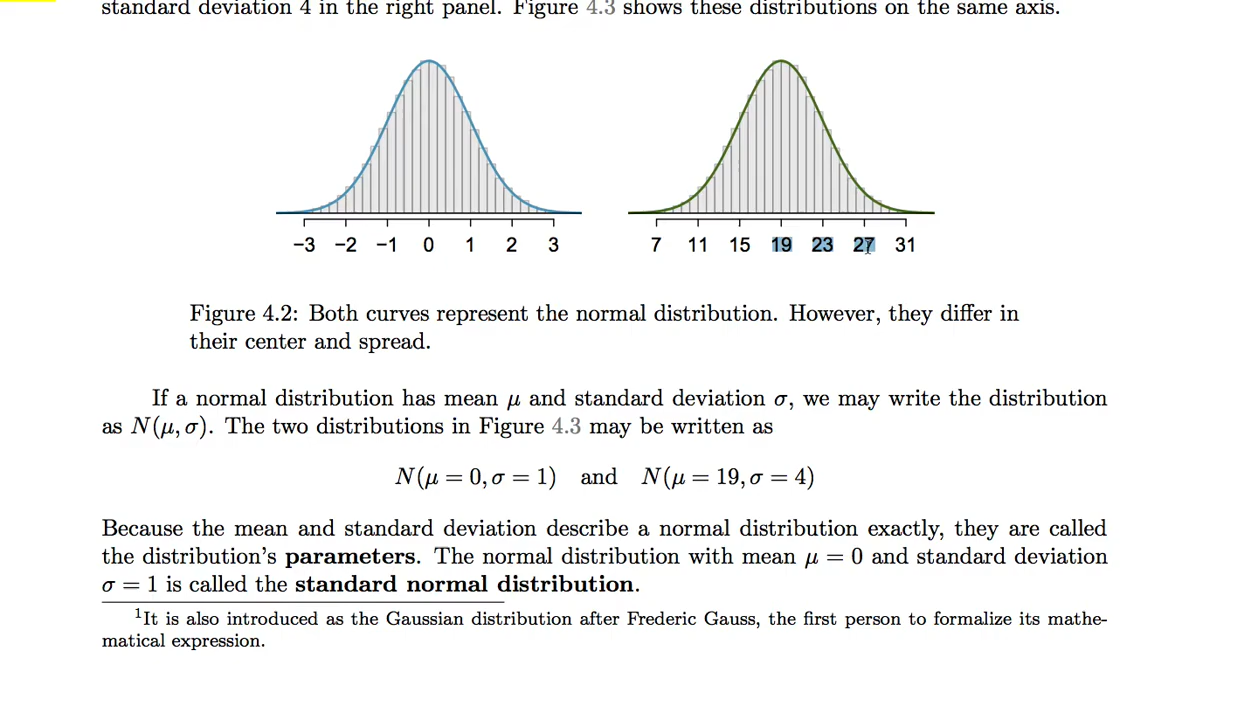 standard deviation 4 in the right panel. Figure 4.3 shows these distributions on the same axis.
−3 −2 −1 0 1 2 3
7 11 15 19 23 27 31
Figure 4.2: Both curves represent the normal distribution. However, they differ in
their center and spread.
If a normal distribution has mean μ and standard deviation σ, we may write the distribution
as N(μ, σ). The two distributions in Figure 4.3 may be written as
N(μ = 0, σ = 1) and N(μ = 19, σ = 4)
Because the mean and standard deviation describe a normal distribution exactly, they are called
the distribution's parameters. The normal distribution with mean μ = 0 and standard deviation
σ = 1 is called the standard normal distribution.
¹It is also introduced as the Gaussian distribution after Frederic Gauss, the first person to formalize its mathe-
matical expression.